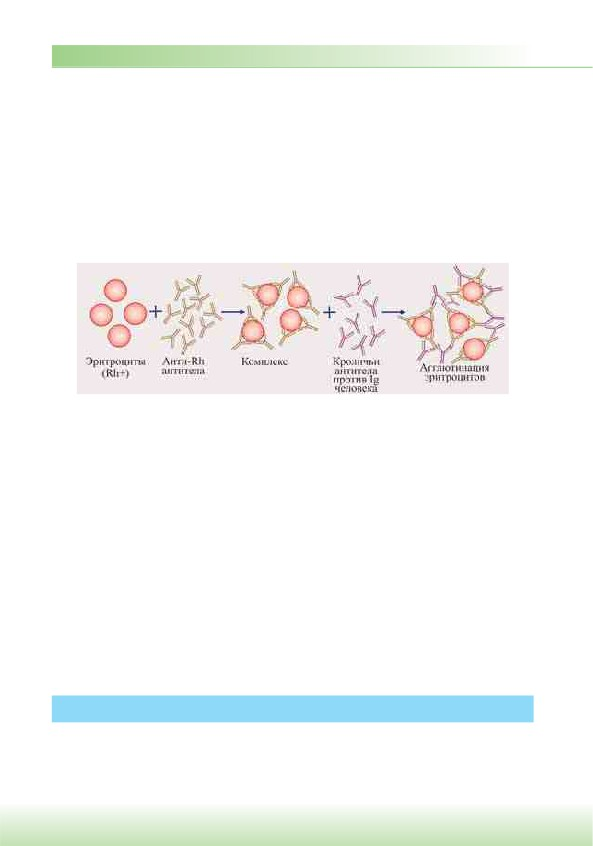 Эритроциты
(Rh+)
Анти-Rh
антитела
Комплекс
Кроличьи
антитела
против Ig
человека
Агглютинация
эритроцитов